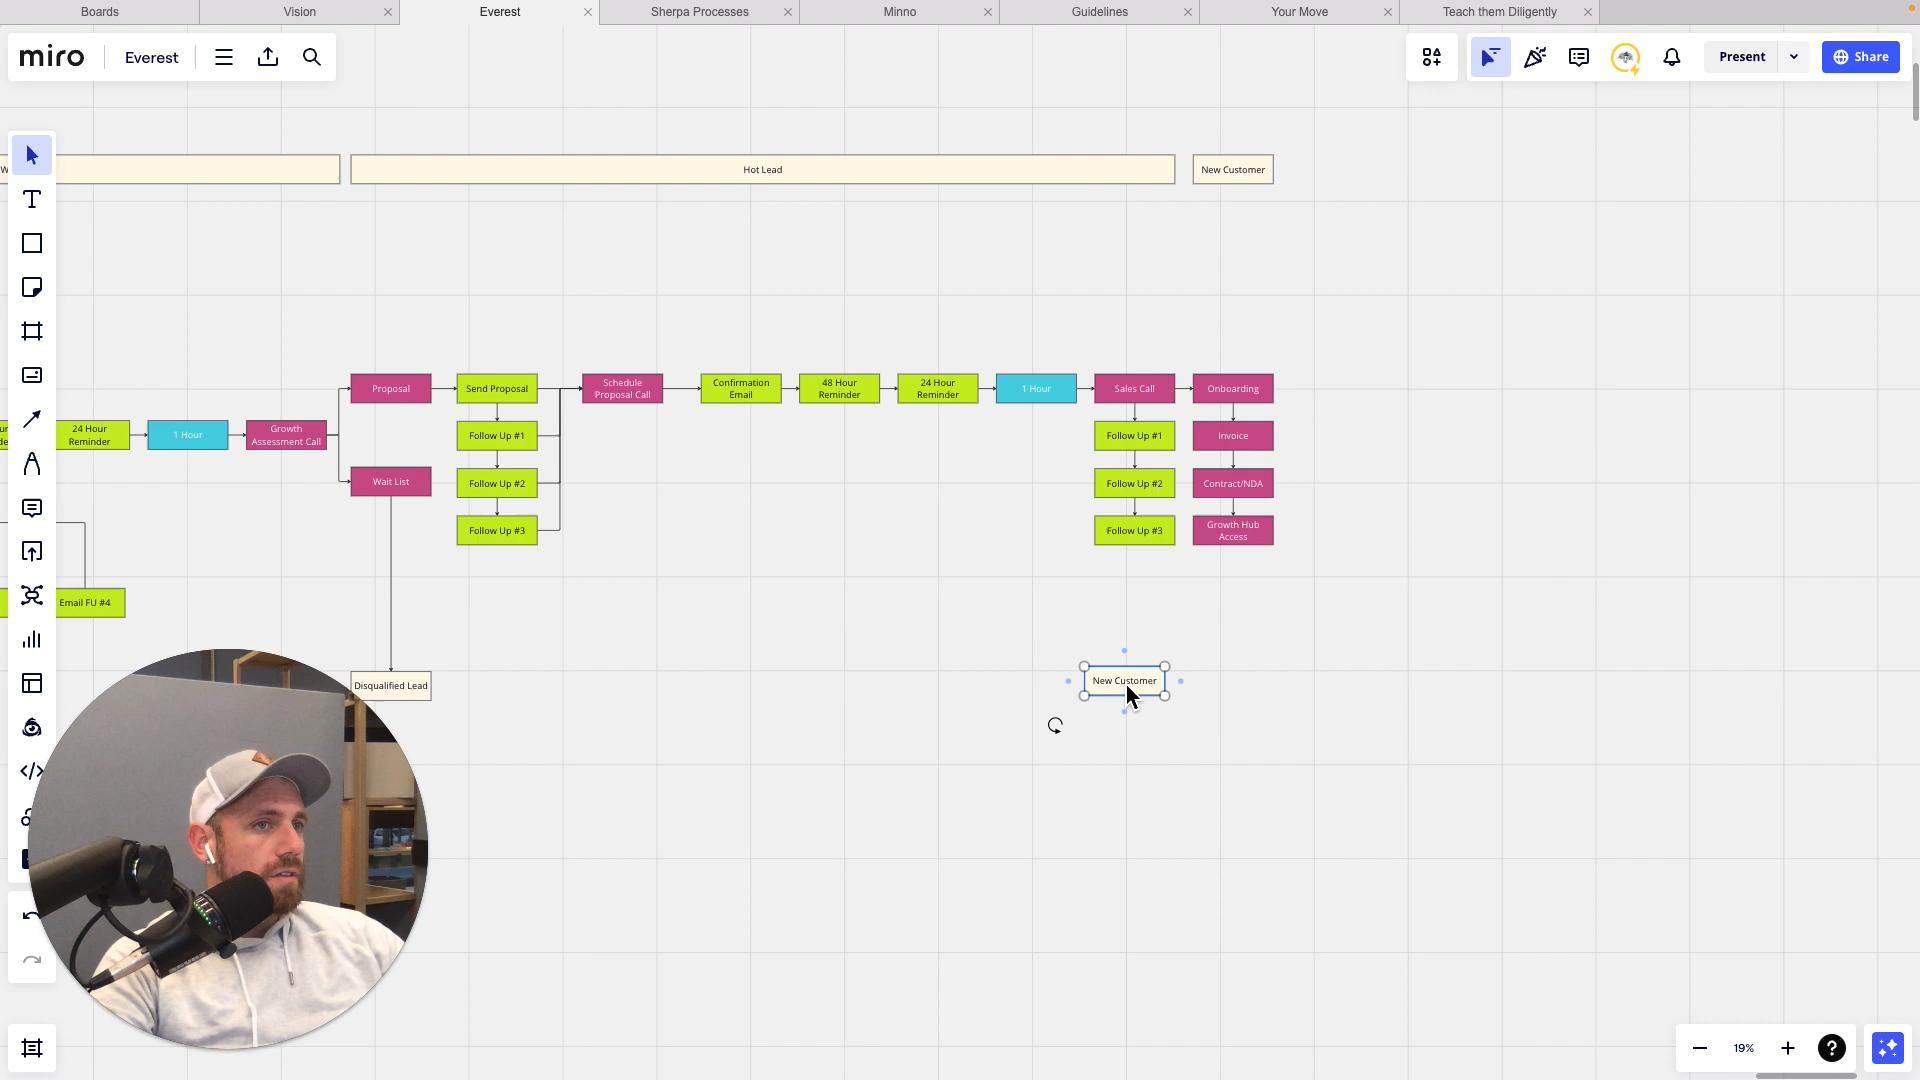 Boards
Vision
Everest
Sherpa Processes
Minno
Guidelines
Your Move
Teach them Diligently
miro
Everest
Present
Share
W
Hot Lead
New Customer
Proposal
Send Proposal
Schedule
Proposal Call
Confirmation
Email
48 Hour
Reminder
24 Hour
Reminder
1 Hour
Sales Call
Onboarding
24 Hour
Reminder
1 Hour
Growth
Assessment Call
Follow Up #1
Follow Up #1
Invoice
Wait List
Follow Up #2
Follow Up #2
Contract/NDA
Follow Up #3
Follow Up #3
Growth Hub
Access
Email FU #4
Disqualified Lead
New Customer
19%